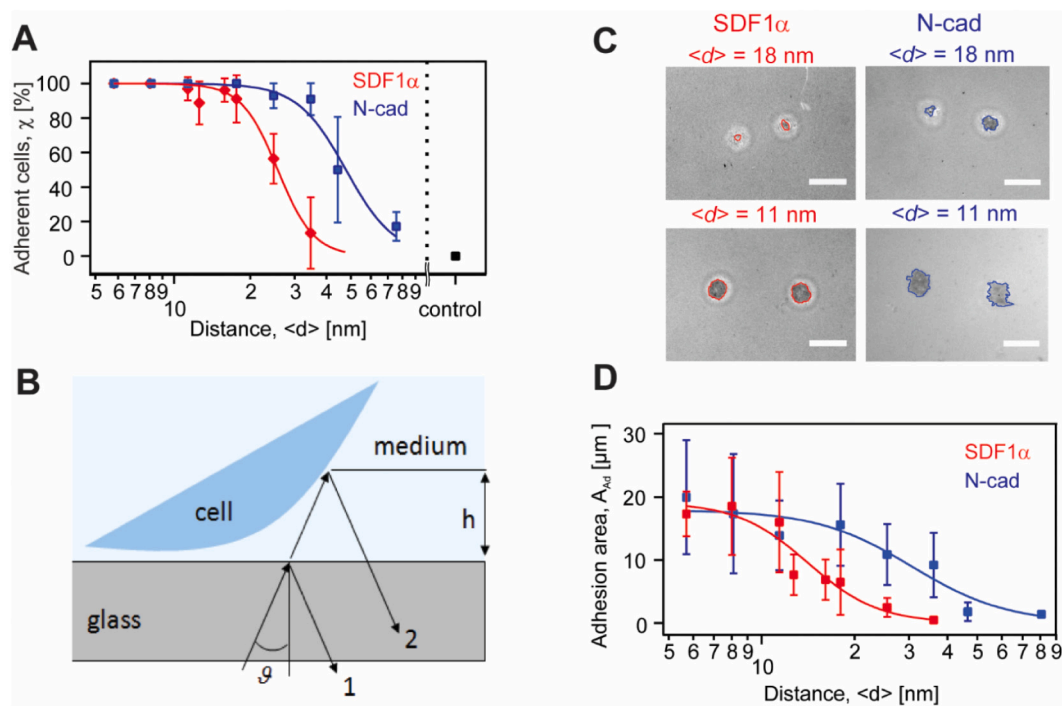 A
Adherent cells, χ [%]
100
80
60
40
20
0
SDF1α
N-cad
5 6 7 8 9 10 2 3 4 5 6 7 8 9 control
Distance, <d> [nm]
B
cell
medium
h
glass
ϑ
1
2
C
SDF1α N-cad
<d> = 18 nm <d> = 18 nm
<d> = 11 nm <d> = 11 nm
D
Adhesion area, A_Ad [µm]
30
20
10
0
SDF1α
N-cad
5 6 7 8 9 10 2 3 4 5 6 7 8 9
Distance, <d> [nm]